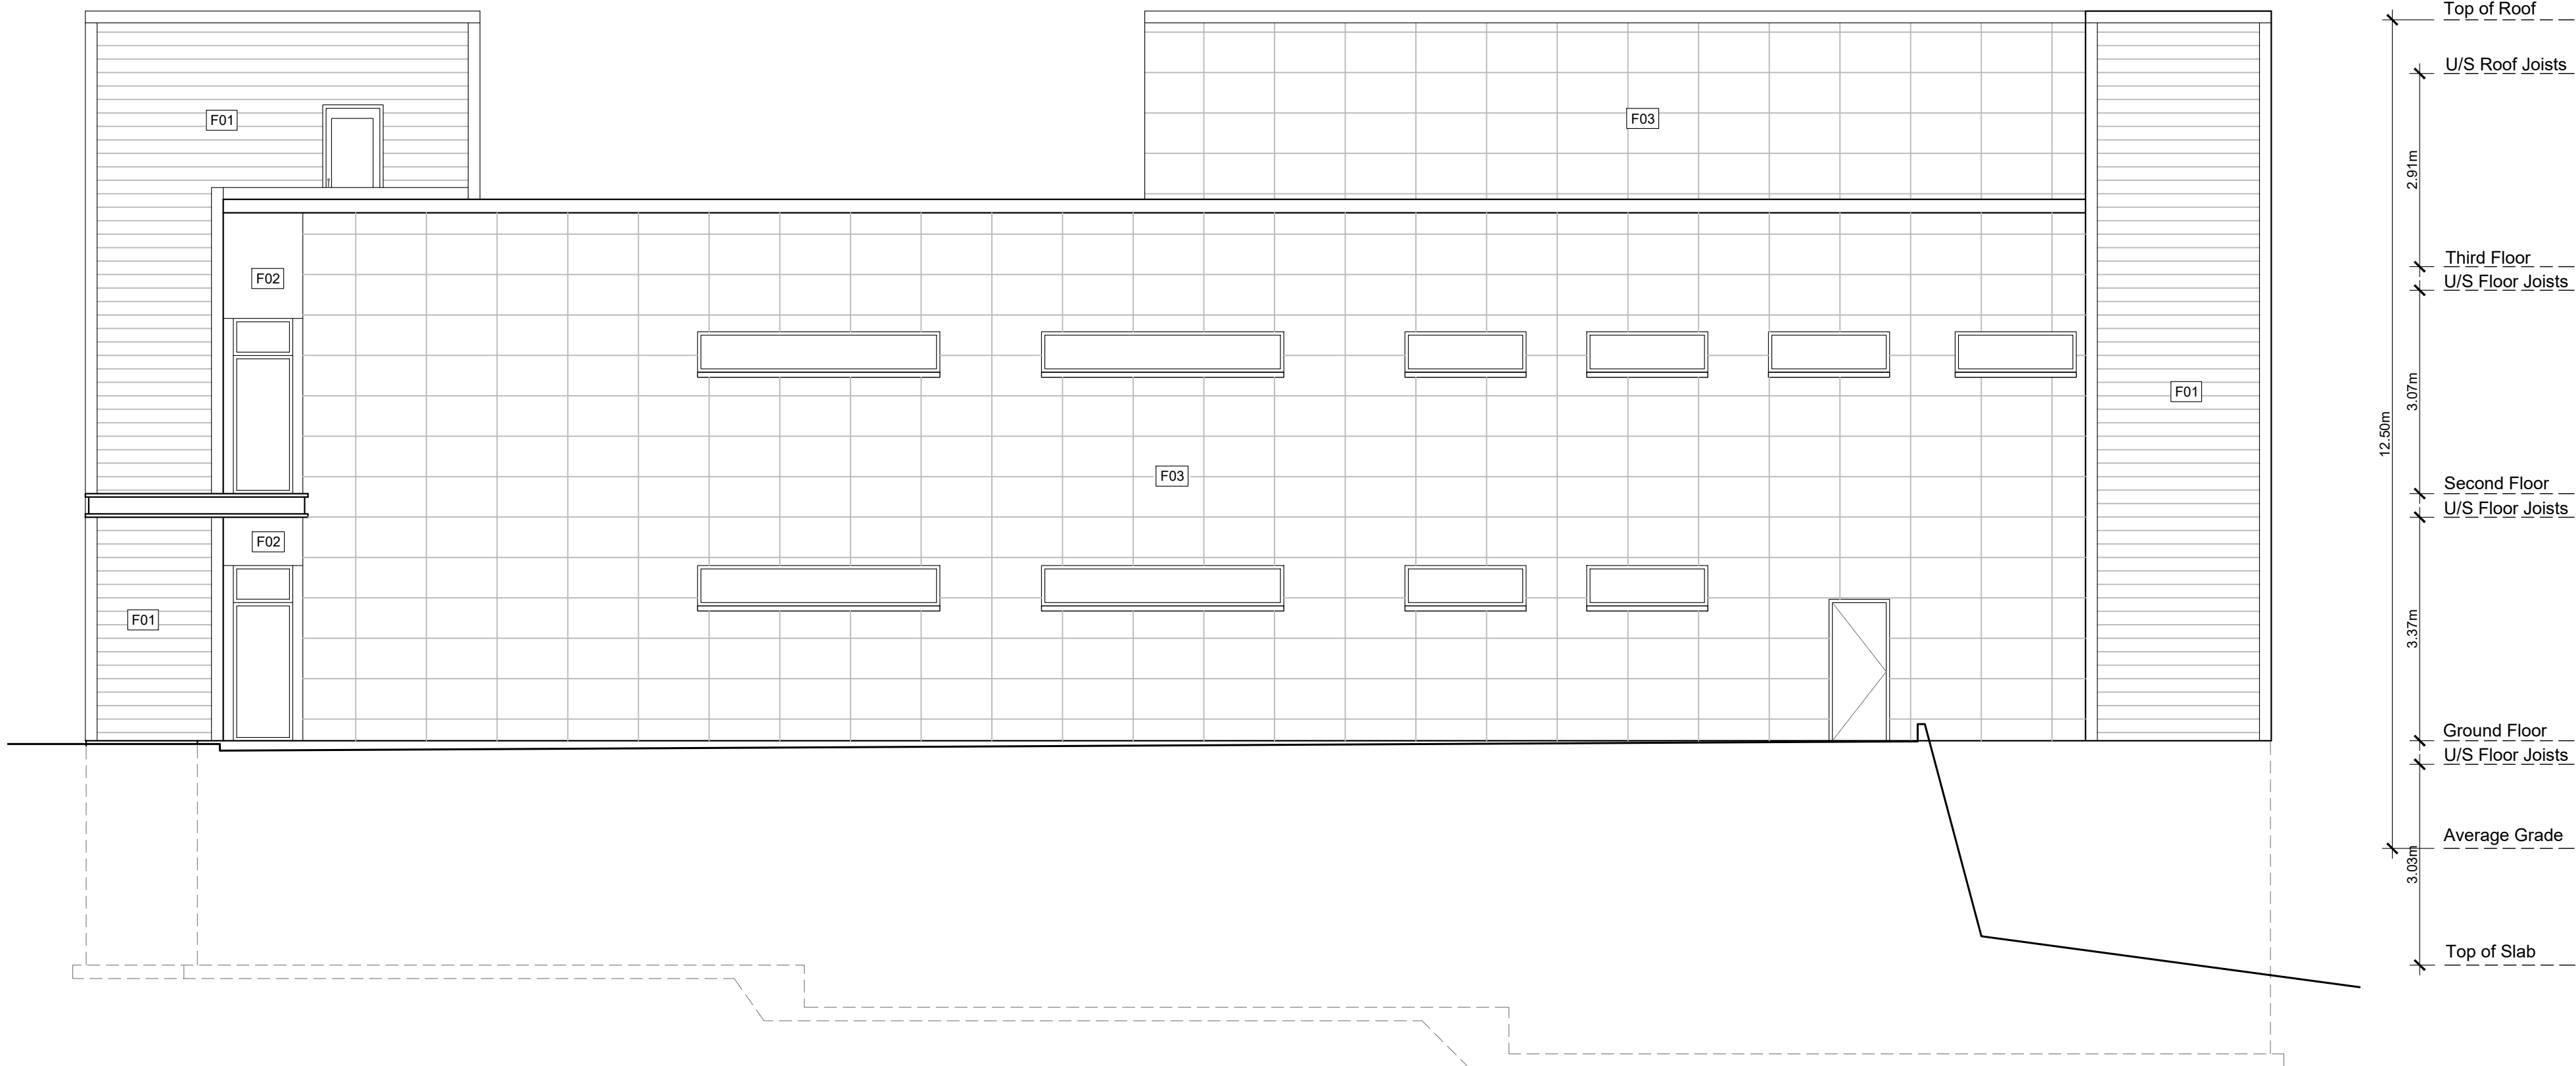 Top of Roof
U/S Roof Joists
F01
F03
2.91m
Third Floor
F02
U/S Floor Joists
F01
3.07m
12.50m
F03
Second Floor
U/S Floor Joists
F02
F01
3.37m
Ground Floor
U/S Floor Joists
Average Grade
3.03m
Top of Slab